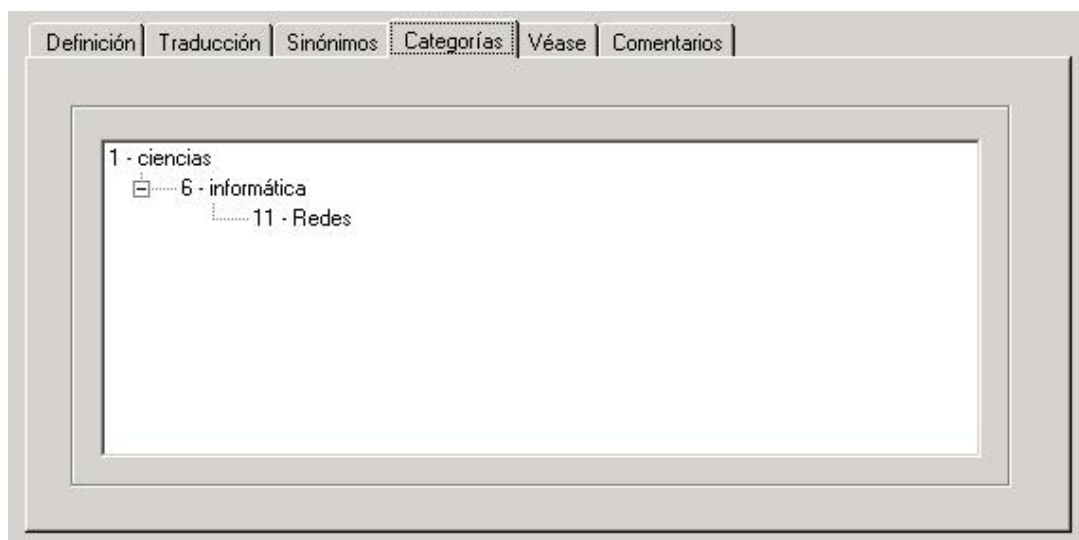 Definición Traducción Sinónimos Categorías Véase Comentarios
1 - ciencias
6 - informática
11 - Redes